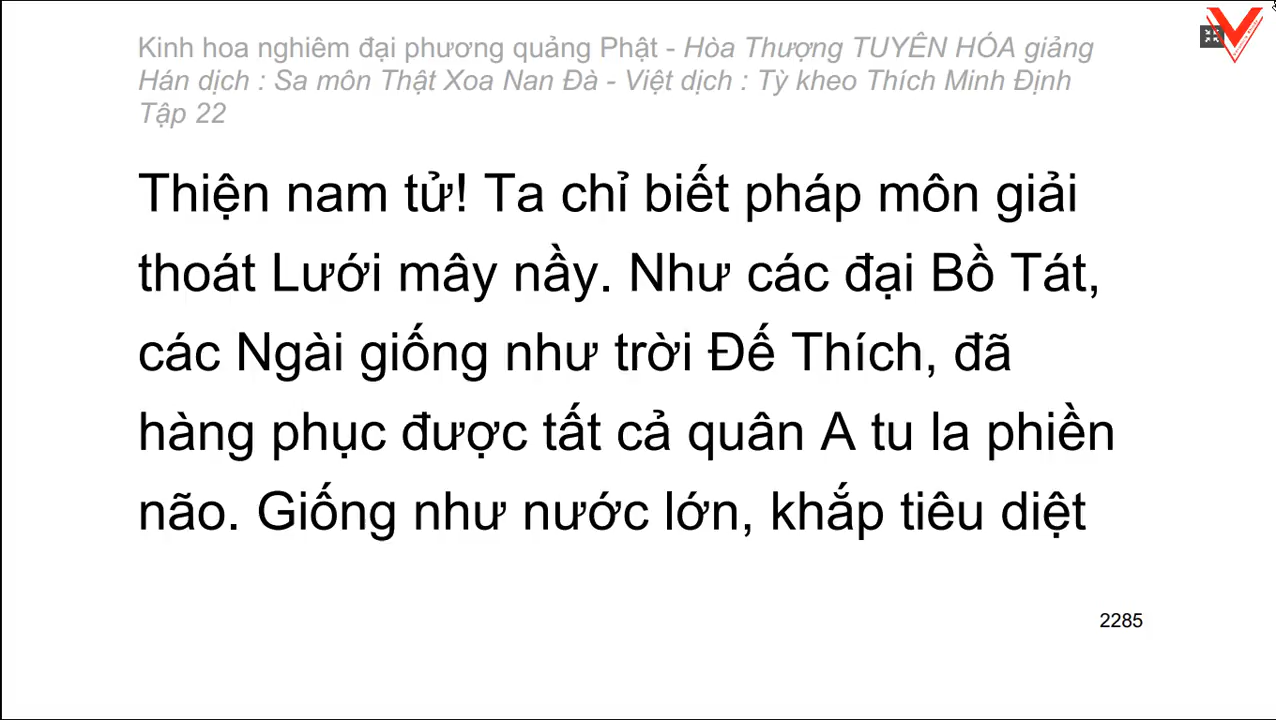 Kinh hoa nghiêm đại phương quảng Phật - Hòa Thượng TUYÊN HÓA giảng
Hán dịch : Sa môn Thật Xoa Nan Đà - Việt dịch : Tỳ kheo Thích Minh Định
Tập 22
Thiện nam tử! Ta chỉ biết pháp môn giải
thoát Lưới mây nầy. Như các đại Bồ Tát,
các Ngài giống như trời Đế Thích, đã
hàng phục được tất cả quân A tu la phiền
não. Giống như nước lớn, khắp tiêu diệt
2285